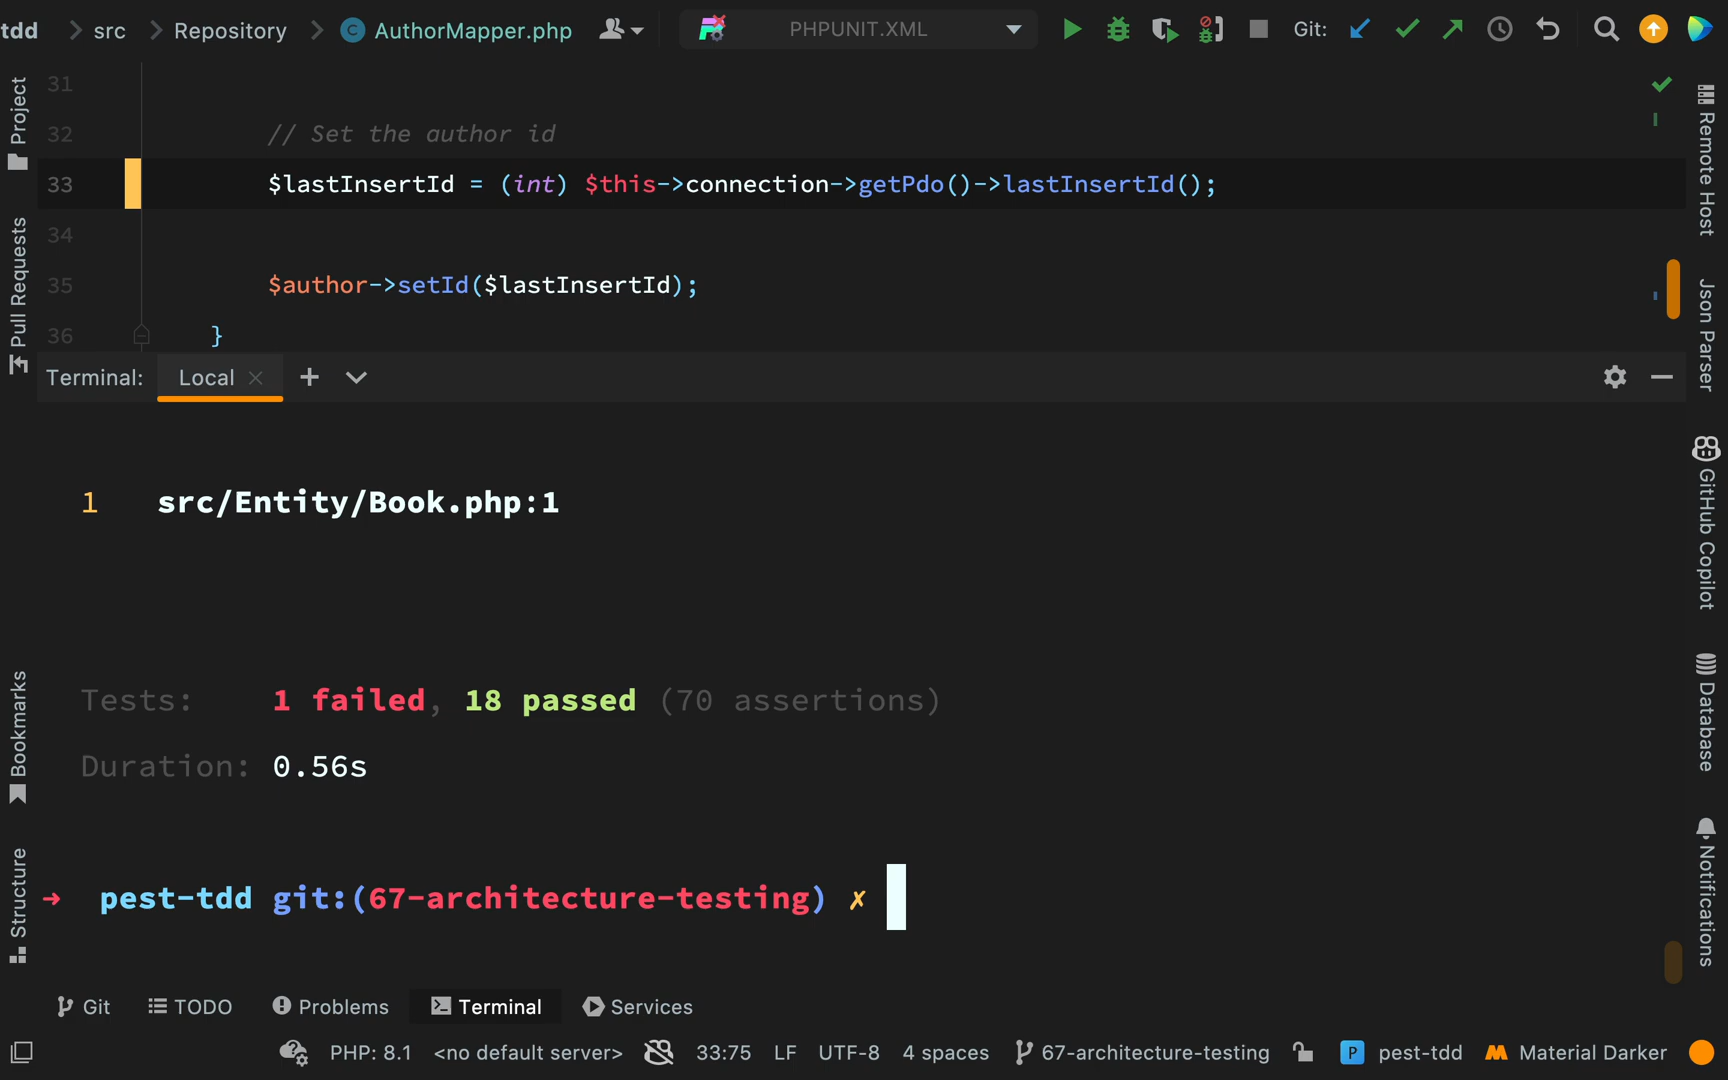 tdd > src > Repository > AuthorMapper.php PHPUNIT.XML Git:
31
32 // Set the author id
33 $lastInsertId = (int) $this->connection->getPdo()->lastInsertId();
34
35 $author->setId($lastInsertId);
36 }
Terminal: Local
1 src/Entity/Book.php:1
Tests: 1 failed, 18 passed (70 assertions)
Duration: 0.56s
➜ pest-tdd git:(67-architecture-testing) ✗
Project
Pull Requests
Bookmarks
Structure
Remote Host
Json Parser
GitHub Copilot
Database
Notifications
Git TODO Problems Terminal Services
PHP: 8.1 <no default server> 33:75 LF UTF-8 4 spaces 67-architecture-testing P pest-tdd Material Darker